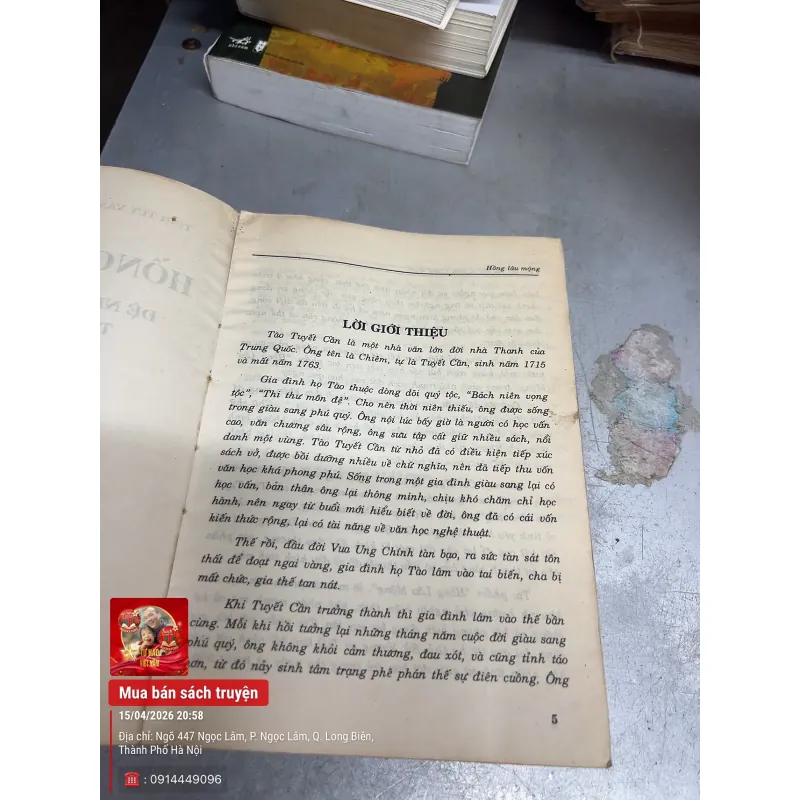 Hồng lâu mộng
LỜI GIỚI THIỆU
Tào Tuyết Cần là một nhà văn lớn đời nhà Thanh của
Trung Quốc. Ông tên là Chiêm, tự là Tuyết Cần, sinh năm 1715
và mất năm 1763.
Gia đình họ Tào thuộc dòng dõi quý tộc, “Bách niên vọng
tộc”, “Thi thư môn đệ”. Cho nên thời niên thiếu, ông được sống
trong giàu sang phú quý. Ông nội lúc bấy giờ là người có học vấn
cao, văn chương sâu rộng, ông sưu tập cất giữ nhiều sách, nổi
danh một vùng. Tào Tuyết Cần từ nhỏ đã có điều kiện tiếp xúc
sách vở, được bồi dưỡng nhiều về chữ nghĩa, nên đã tiếp thu vốn
văn học khá phong phú. Sống trong một gia đình giàu sang lại có
học vấn, bản thân ông lại thông minh, chịu khó chăm chỉ học
hành, nên ngay từ buổi mới hiểu biết về đời, ông đã có cái vốn
kiến thức rộng, lại có tài năng về văn học nghệ thuật.
Thế rồi, đầu đời Vua Ung Chính tàn bạo, ra sức tàn sát tôn
thất để đoạt ngai vàng, gia đình họ Tào lâm vào tai biến, cha bị
mất chức, gia thế tan nát.
Khi Tuyết Cần trưởng thành thì gia đình lâm vào thế bần
cùng. Mỗi khi hồi tưởng lại những tháng năm cuộc đời giàu sang
phú quý, ông không khỏi cảm thương, đau xót, và cũng tỉnh táo
hơn, từ đó nảy sinh tâm trạng phê phán thế sự điên cuồng. Ông
5
Mua bán sách truyện
15/04/2026 20:58
Địa chỉ: Ngõ 447 Ngọc Lâm, P. Ngọc Lâm, Q. Long Biên,
Thành Phố Hà Nội
☎ : 0914449096